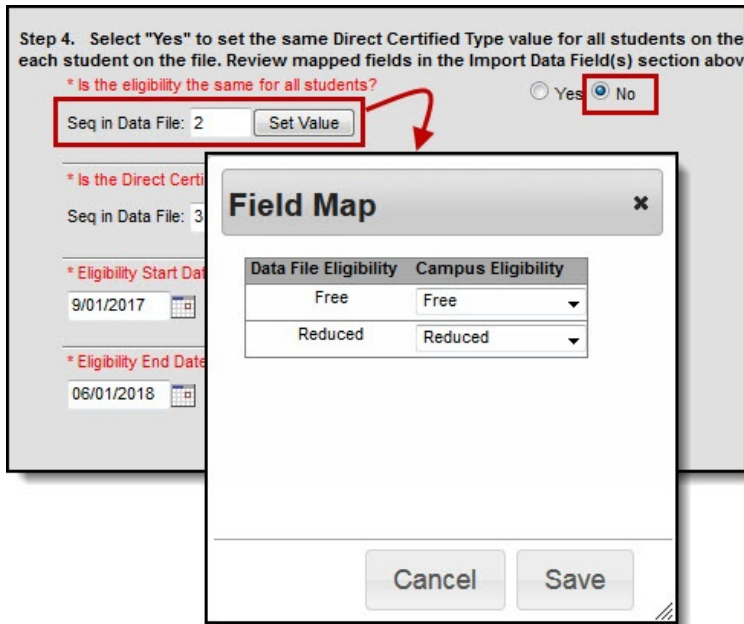 Step 4. Select "Yes" to set the same Direct Certified Type value for all students on the
each student on the file. Review mapped fields in the Import Data Field(s) section abov
* Is the eligibility the same for all students?
Yes No
Seq in Data File: 2 Set Value
* Is the Direct Certi
Seq in Data File: 3
* Eligibility Start Dat
9/01/2017
* Eligibility End Date
06/01/2018
Field Map
Data File Eligibility Campus Eligibility
Free Free
Reduced Reduced
Cancel Save